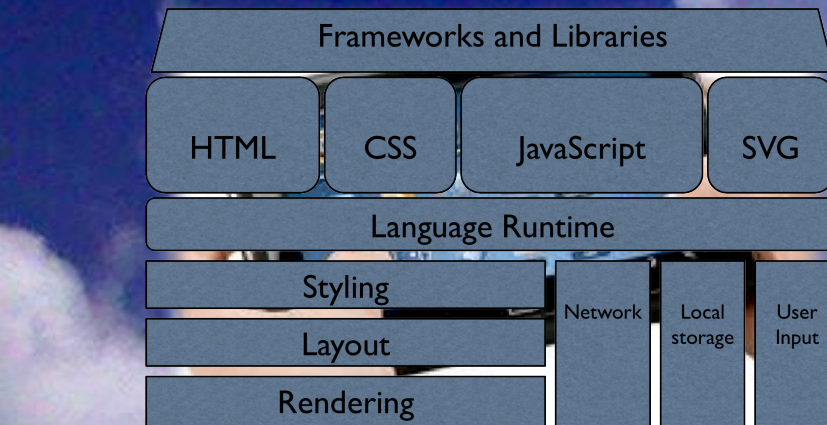 Frameworks and Libraries
HTML
CSS
JavaScript
SVG
Language Runtime
Styling
Layout
Rendering
Network
Local
storage
User
Input